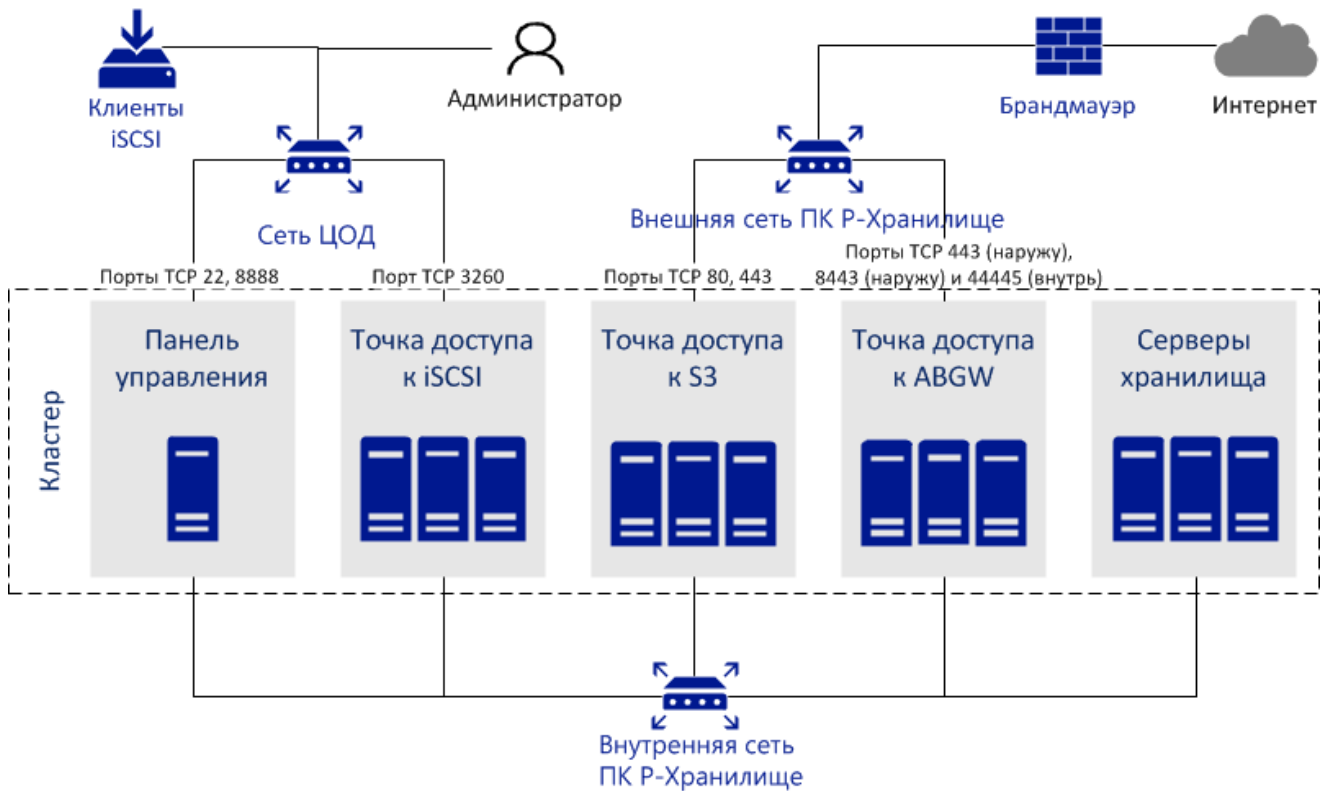 Клиенты
iSCSI
Администратор
Брандмауэр
Интернет
Сеть ЦОД
Внешняя сеть ПК Р-Хранилище
Порты TCP 22, 8888
Порт TCP 3260
Порты TCP 80, 443
Порты TCP 443 (наружу),
8443 (наружу) и 44445 (внутрь)
Кластер
Панель
управления
Точка доступа
к iSCSI
Точка доступа
к S3
Точка доступа
к ABGW
Серверы
хранилища
Внутренняя сеть
ПК Р-Хранилище